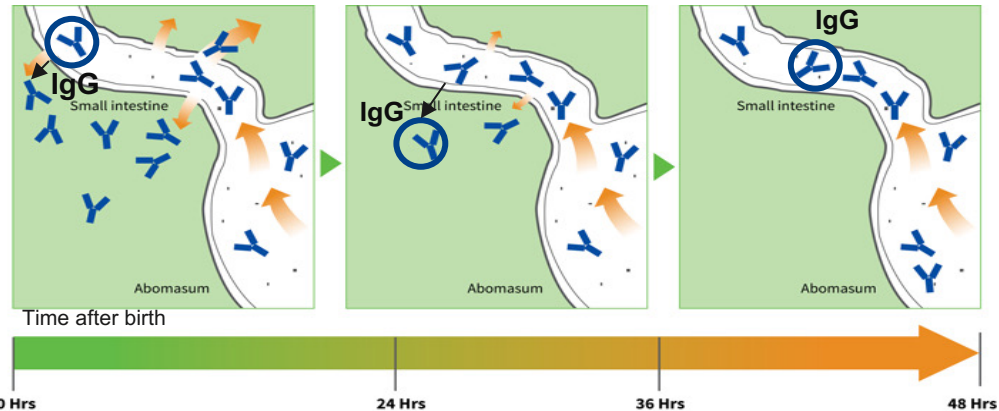 IgG
Small intestine
Abomasum
IgG
Small intestine
Abomasum
IgG
Small intestine
Abomasum
Time after birth
0 Hrs
24 Hrs
36 Hrs
48 Hrs